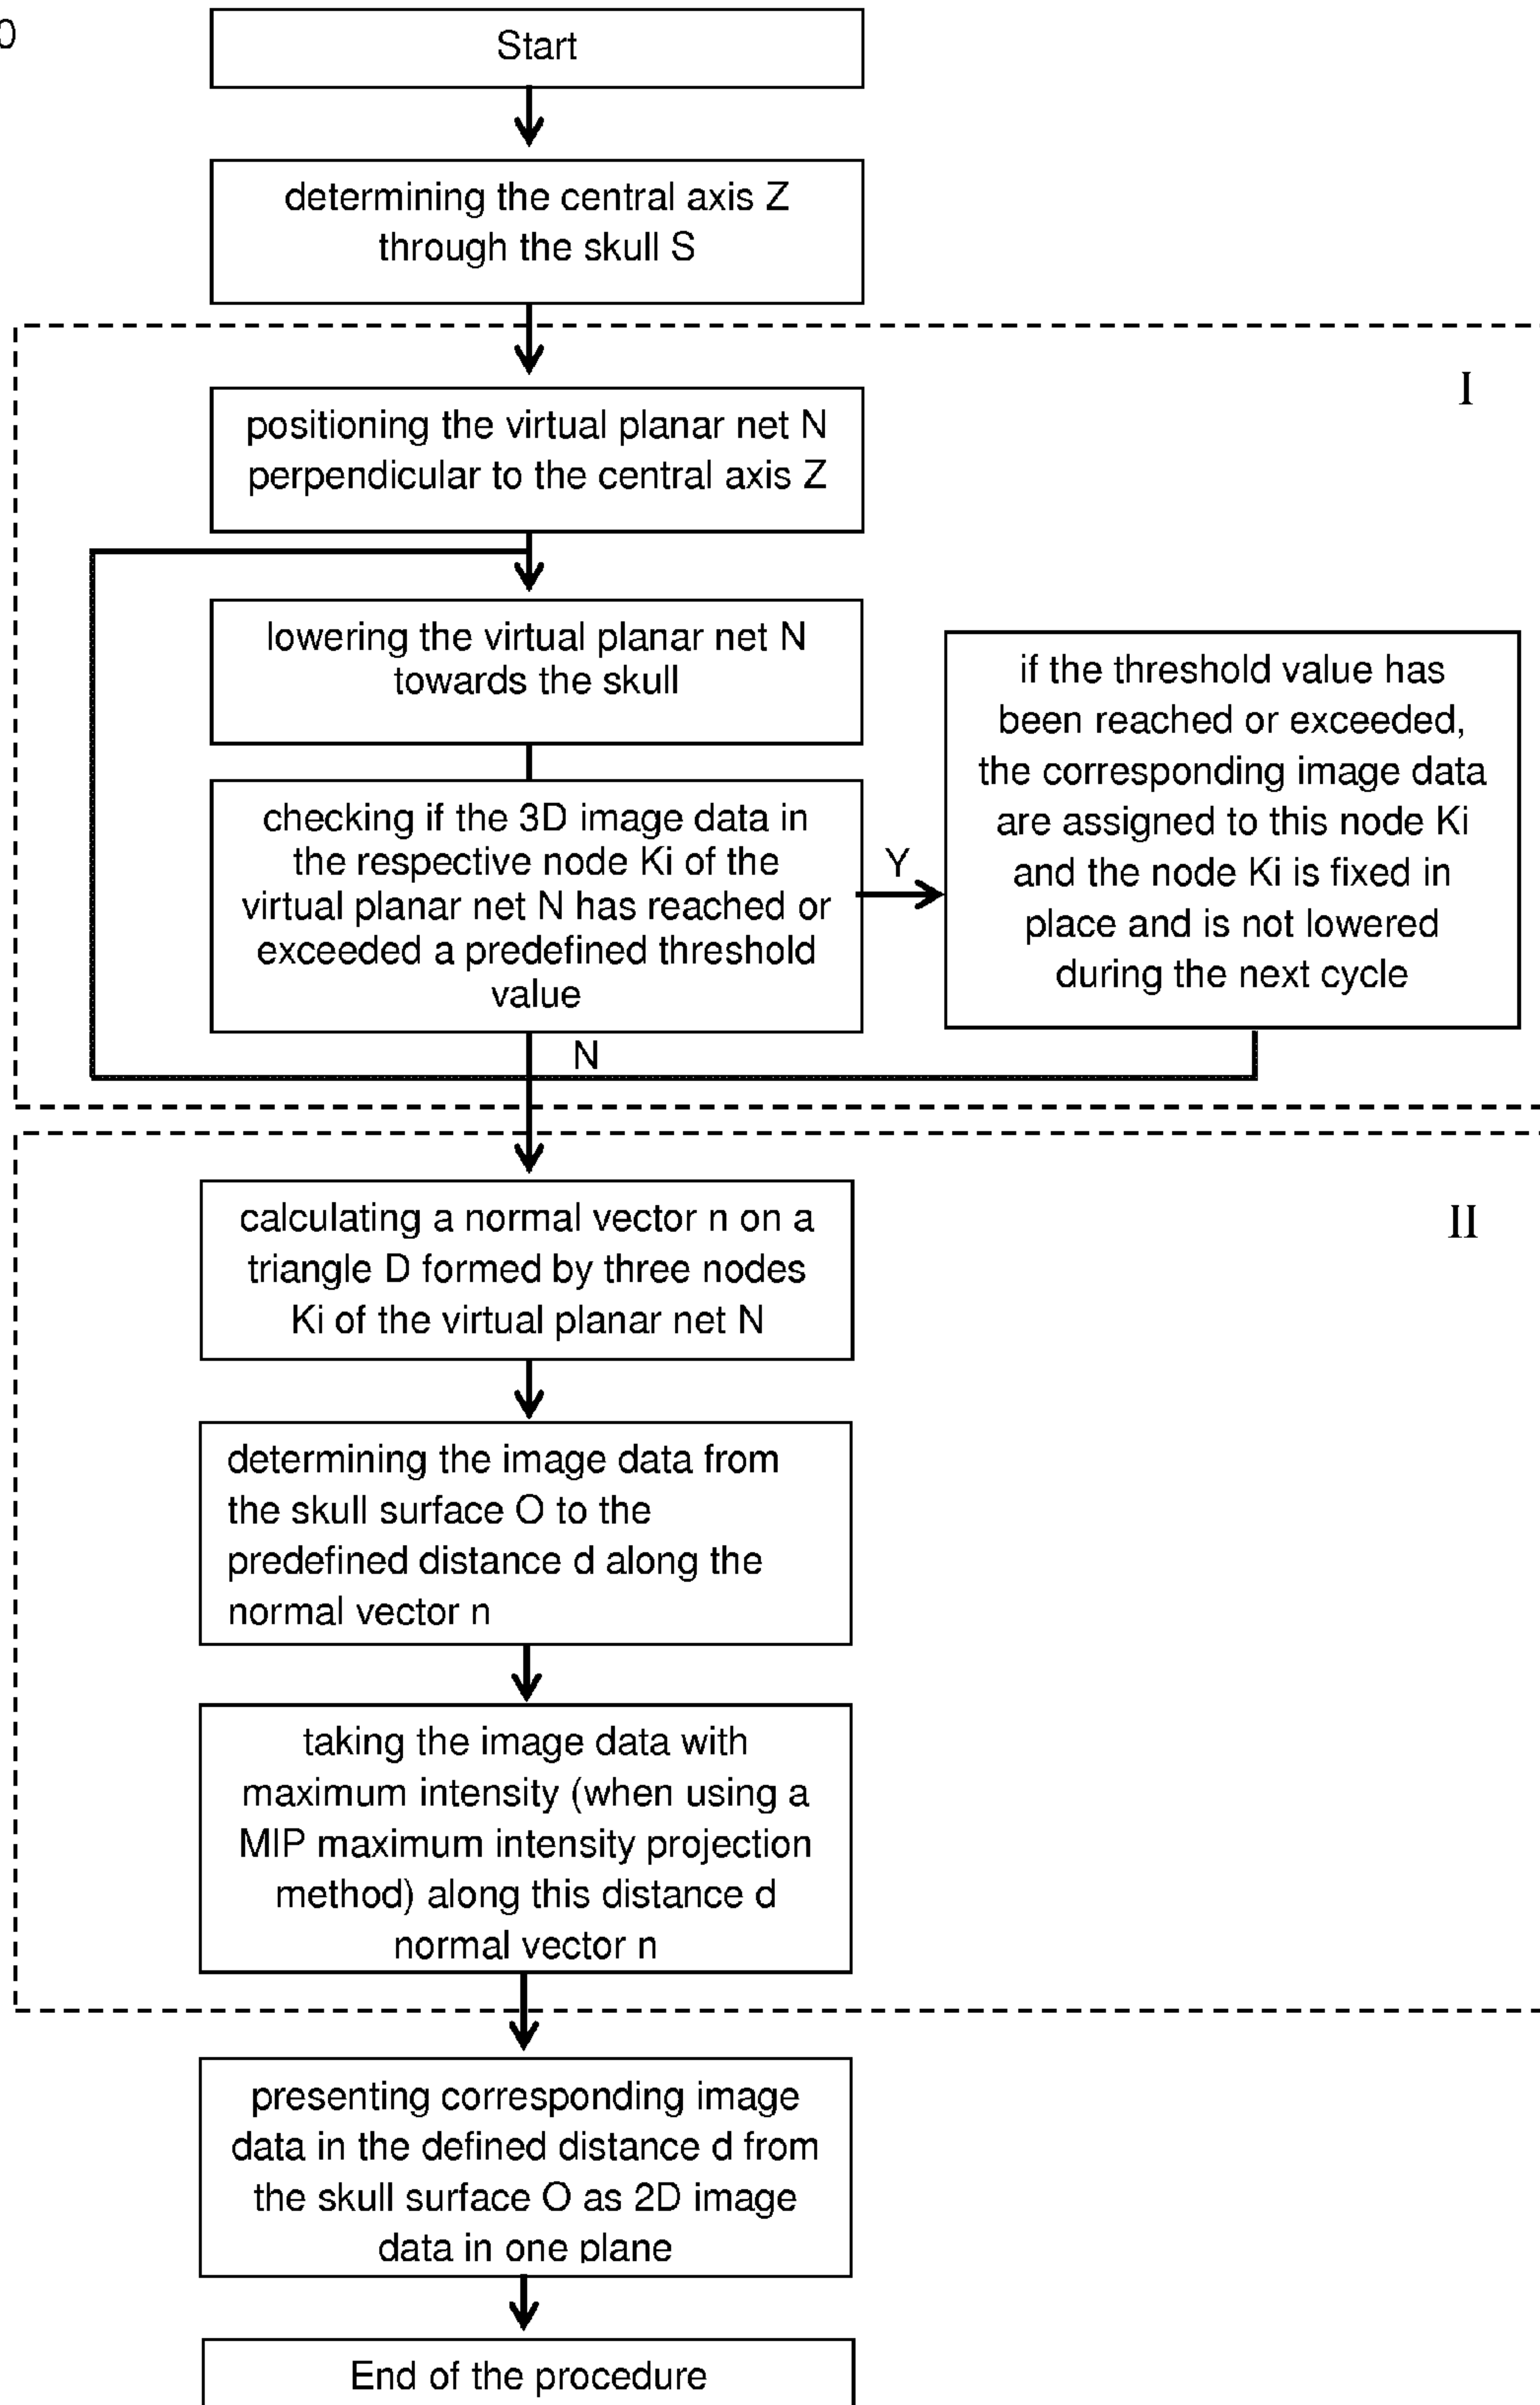 0
Start
determining the central axis Z
through the skull S
I
positioning the virtual planar net N
perpendicular to the central axis Z
lowering the virtual planar net N
towards the skull
checking if the 3D image data in
the respective node Ki of the
virtual planar net N has reached or
exceeded a predefined threshold
value
Y
if the threshold value has
been reached or exceeded,
the corresponding image data
are assigned to this node Ki
and the node Ki is fixed in
place and is not lowered
during the next cycle
N
II
calculating a normal vector n on a
triangle D formed by three nodes
Ki of the virtual planar net N
determining the image data from
the skull surface O to the
predefined distance d along the
normal vector n
taking the image data with
maximum intensity (when using a
MIP maximum intensity projection
method) along this distance d
normal vector n
presenting corresponding image
data in the defined distance d from
the skull surface O as 2D image
data in one plane
End of the procedure